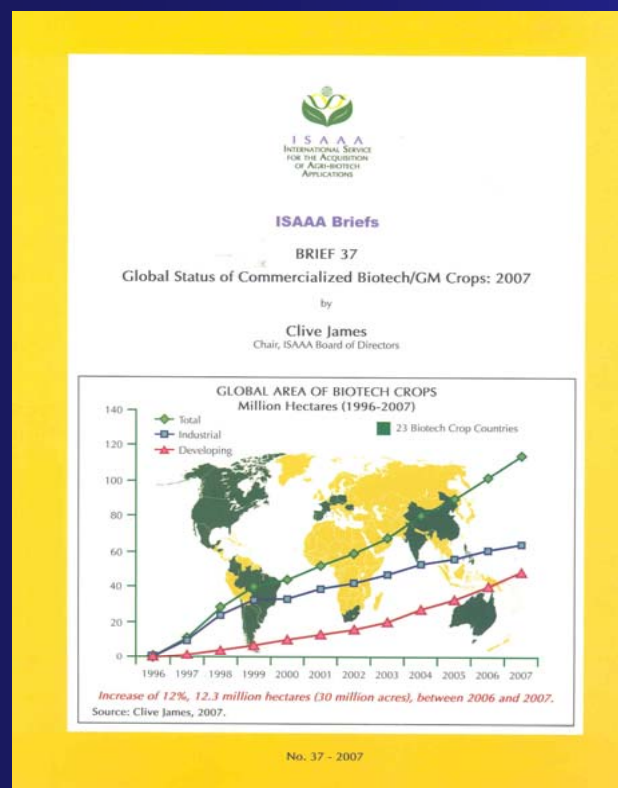 ISAAA
INTERNATIONAL SERVICE
FOR THE ACQUISITION
OF AGRI-BIOTECH
APPLICATIONS
ISAAA Briefs
BRIEF 37
Global Status of Commercialized Biotech/GM Crops: 2007
by
Clive James
Chair, ISAAA Board of Directors
GLOBAL AREA OF BIOTECH CROPS
Million Hectares (1996-2007)
140
120
100
80
60
40
20
0
Total
Industrial
Developing
23 Biotech Crop Countries
1996 1997 1998 1999 2000 2001 2002 2003 2004 2005 2006 2007
Increase of 12%, 12.3 million hectares (30 million acres), between 2006 and 2007.
Source: Clive James, 2007.
No. 37 - 2007